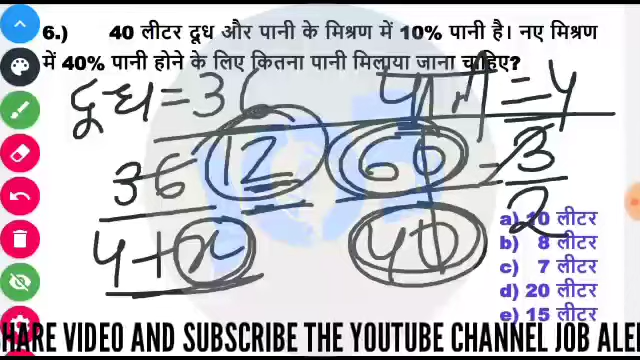 6.) 40 लीटर दूध और पानी के मिश्रण में 10% पानी है। नए मिश्रण
में 40% पानी होने के लिए कितना पानी मिलाया जाना चाहिए?
दूध = 36 पानी = 4
36 12 60 = 3
4+x 40 2
a) 10 लीटर
b) 8 लीटर
c) 7 लीटर
d) 20 लीटर
e) 15 लीटर
SHARE VIDEO AND SUBSCRIBE THE YOUTUBE CHANNEL JOB ALE